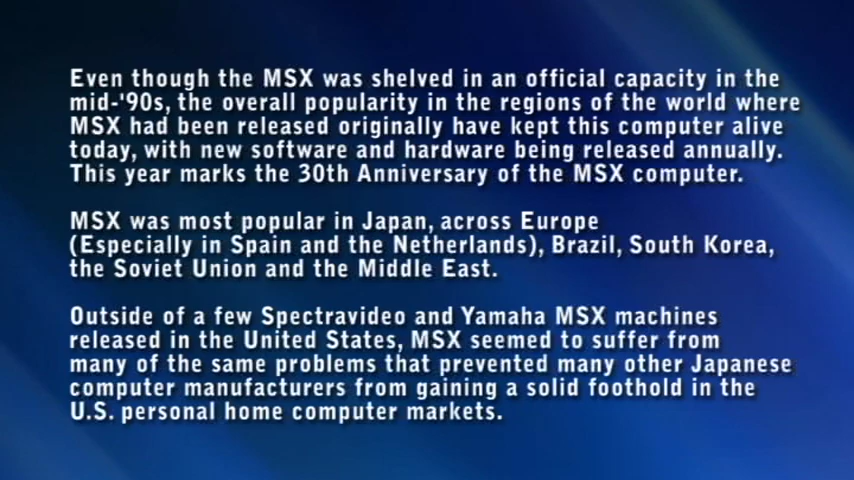 Even though the MSX was shelved in an official capacity in the
mid-'90s, the overall popularity in the regions of the world where
MSX had been released originally have kept this computer alive
today, with new software and hardware being released annually.
This year marks the 30th Anniversary of the MSX computer.
MSX was most popular in Japan, across Europe
(Especially in Spain and the Netherlands), Brazil, South Korea,
the Soviet Union and the Middle East.
Outside of a few Spectravideo and Yamaha MSX machines
released in the United States, MSX seemed to suffer from
many of the same problems that prevented many other Japanese
computer manufacturers from gaining a solid foothold in the
U.S. personal home computer markets.